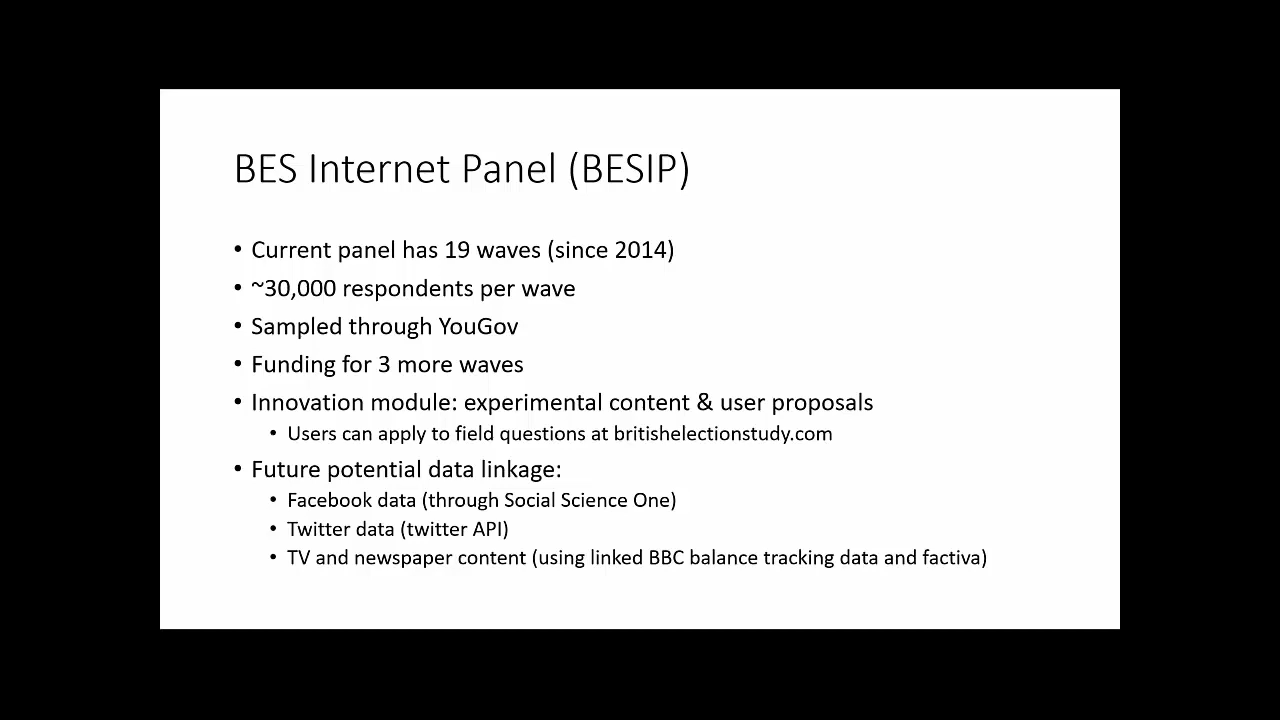 BES Internet Panel (BESIP)
• Current panel has 19 waves (since 2014)
• ~30,000 respondents per wave
• Sampled through YouGov
• Funding for 3 more waves
• Innovation module: experimental content & user proposals
• Users can apply to field questions at britishelectionstudy.com
• Future potential data linkage:
• Facebook data (through Social Science One)
• Twitter data (twitter API)
• TV and newspaper content (using linked BBC balance tracking data and factiva)